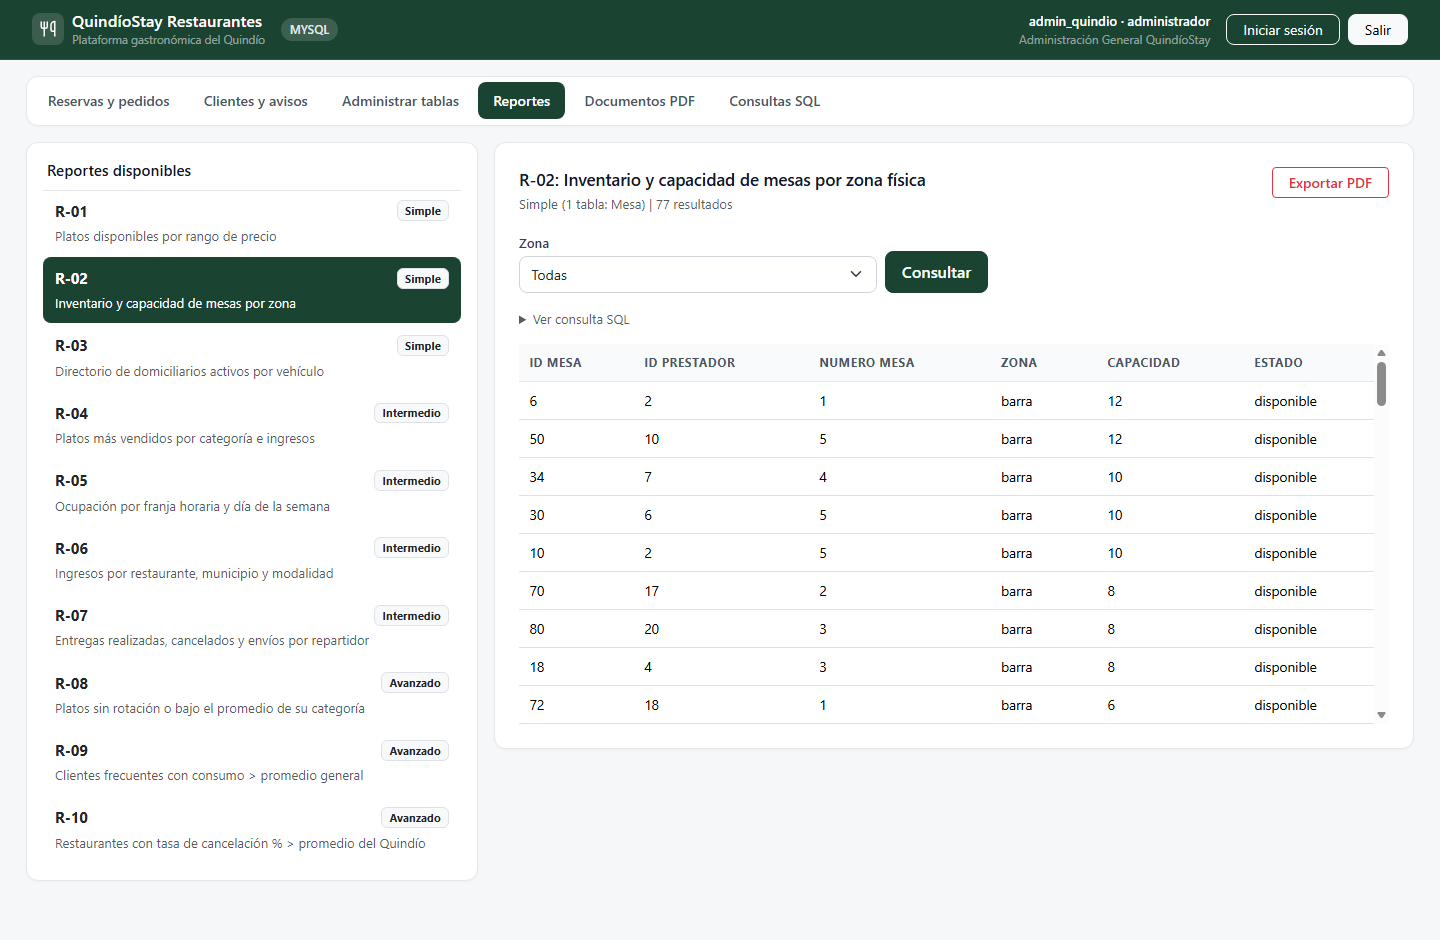 QuindíoStay Restaurantes
Plataforma gastronómica del Quindío
MYSQL
admin_quindio · administrador
Administración General QuindíoStay
Iniciar sesión
Salir
Reservas y pedidos
Clientes y avisos
Administrar tablas
Reportes
Documentos PDF
Consultas SQL
Reportes disponibles
R-01 Simple
Platos disponibles por rango de precio
R-02 Simple
Inventario y capacidad de mesas por zona
R-03 Simple
Directorio de domiciliarios activos por vehículo
R-04 Intermedio
Platos más vendidos por categoría e ingresos
R-05 Intermedio
Ocupación por franja horaria y día de la semana
R-06 Intermedio
Ingresos por restaurante, municipio y modalidad
R-07 Intermedio
Entregas realizadas, cancelados y envíos por repartidor
R-08 Avanzado
Platos sin rotación o bajo el promedio de su categoría
R-09 Avanzado
Clientes frecuentes con consumo > promedio general
R-10 Avanzado
Restaurantes con tasa de cancelación % > promedio del Quindío
R-02: Inventario y capacidad de mesas por zona física
Simple (1 tabla: Mesa) | 77 resultados
Exportar PDF
Zona
Todas
Consultar
Ver consulta SQL
ID MESA ID PRESTADOR NUMERO MESA ZONA CAPACIDAD ESTADO
6 2 1 barra 12 disponible
50 10 5 barra 12 disponible
34 7 4 barra 10 disponible
30 6 5 barra 10 disponible
10 2 5 barra 10 disponible
70 17 2 barra 8 disponible
80 20 3 barra 8 disponible
18 4 3 barra 8 disponible
72 18 1 barra 6 disponible